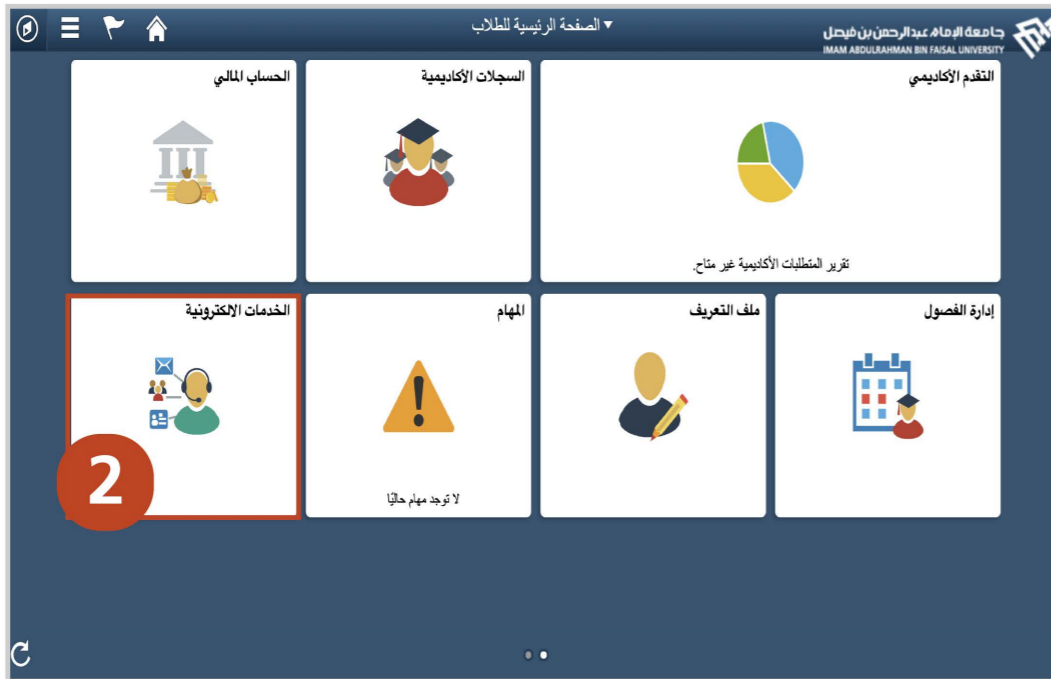 ▼ الصفحة الرئيسية للطلاب
جامعة الإمام عبدالرحمن بن فيصل
IMAM ABDULRAHMAN BIN FAISAL UNIVERSITY
التقدم الأكاديمي
تقرير المتطلبات الأكاديمية غير متاح.
السجلات الأكاديمية
الحساب المالي
إدارة الفصول
ملف التعريف
المهام
لا توجد مهام حاليًا
الخدمات الالكترونية
2